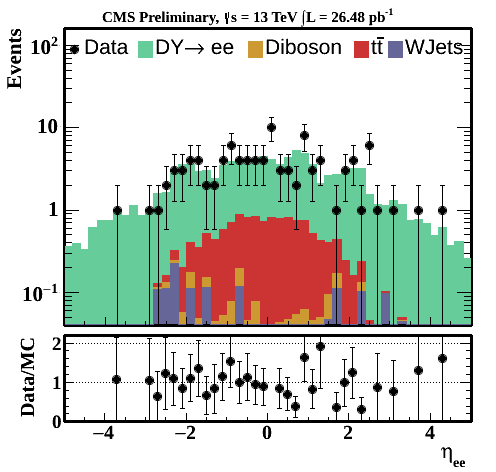 CMS Preliminary, √s = 13 TeV ∫L = 26.48 pb⁻¹
Events
10²
10
1
10⁻¹
Data
DY→ ee
Diboson
tt̄
WJets
Data/MC
2
1
0
−4 −2 0 2 4
η_ee